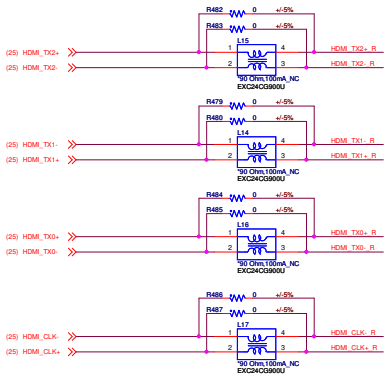 R482 0 +/-5%
R483 0 +/-5%
L15
(25) HDMI_TX2+ 1 4 HDMI_TX2+_R
(25) HDMI_TX2- 2 3 HDMI_TX2-_R
*90 Ohm,100mA_NC
EXC24CG900U
R479 0 +/-5%
R480 0 +/-5%
L14
(25) HDMI_TX1- 1 4 HDMI_TX1-_R
(25) HDMI_TX1+ 2 3 HDMI_TX1+_R
*90 Ohm,100mA_NC
EXC24CG900U
R484 0 +/-5%
R485 0 +/-5%
L16
(25) HDMI_TX0+ 1 4 HDMI_TX0+_R
(25) HDMI_TX0- 2 3 HDMI_TX0-_R
*90 Ohm,100mA_NC
EXC24CG900U
R486 0 +/-5%
R487 0 +/-5%
L17
(25) HDMI_CLK- 1 4 HDMI_CLK-_R
(25) HDMI_CLK+ 2 3 HDMI_CLK+_R
*90 Ohm,100mA_NC
EXC24CG900U